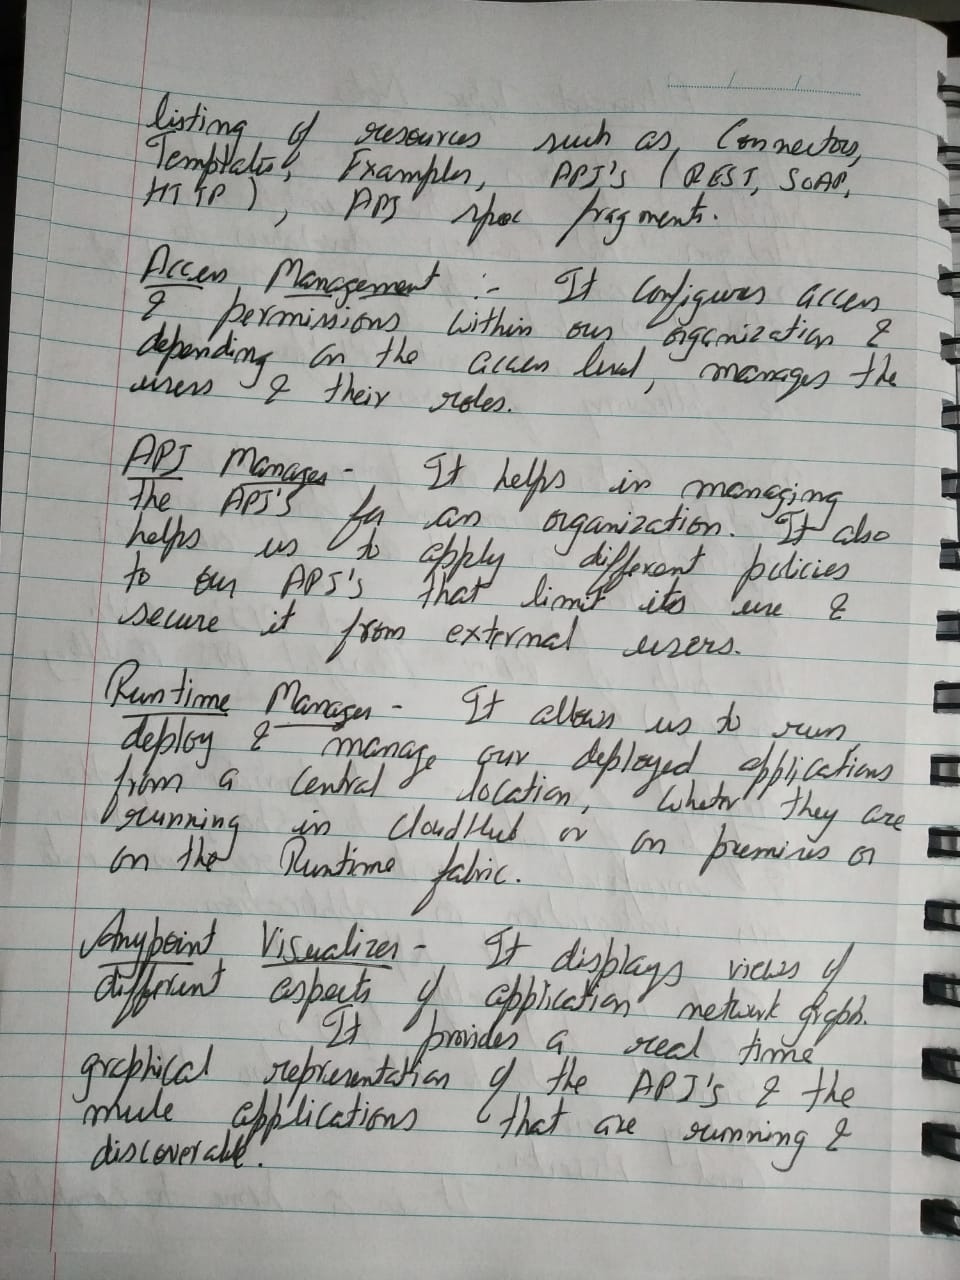 listing of resources such as, Connectors,
Templates, Examples, API's (REST, SOAP,
HTTP), API spec fragments.
Access Management :- It configures access
& permissions within our organization &
depending on the access level, manages the
users & their roles.
API Manager - It helps in managing
the API's for an organization. It also
helps us to apply different policies
to our API's that limit its use &
secure it from external users.
Runtime Manager - It allows us to run,
deploy & manage our deployed applications
from a central location, whether they are
running in CloudHub or on premises or
on the Runtime fabric.
Anypoint Visualizer - It displays views of
different aspects of application network graph.
It provides a real time
graphical representation of the API's & the
mule applications that are running &
discoverable.